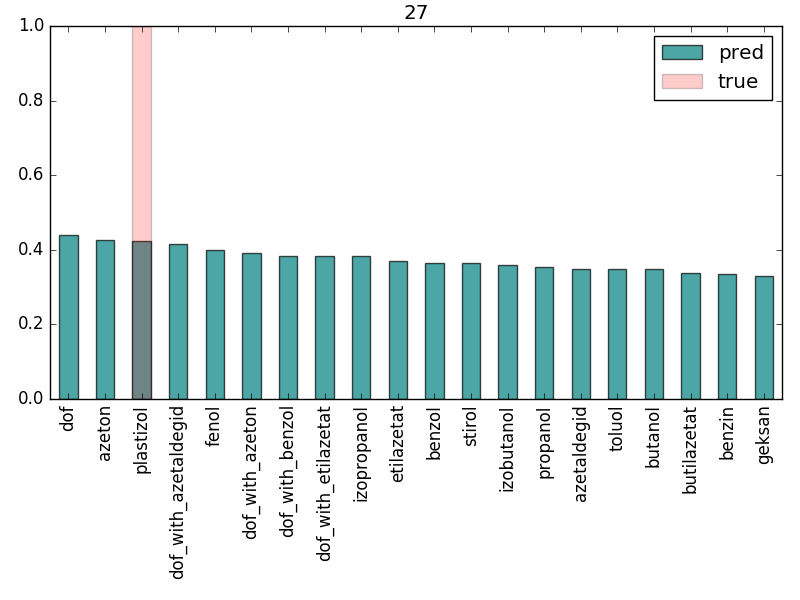 27
1.0
0.8
0.6
0.4
0.2
0.0
pred
true
dof
azeton
plastizol
dof_with_azetaldegid
fenol
dof_with_azeton
dof_with_benzol
dof_with_etilazetat
izopropanol
etilazetat
benzol
stirol
izobutanol
propanol
azetaldegid
toluol
butanol
butilazetat
benzin
geksan